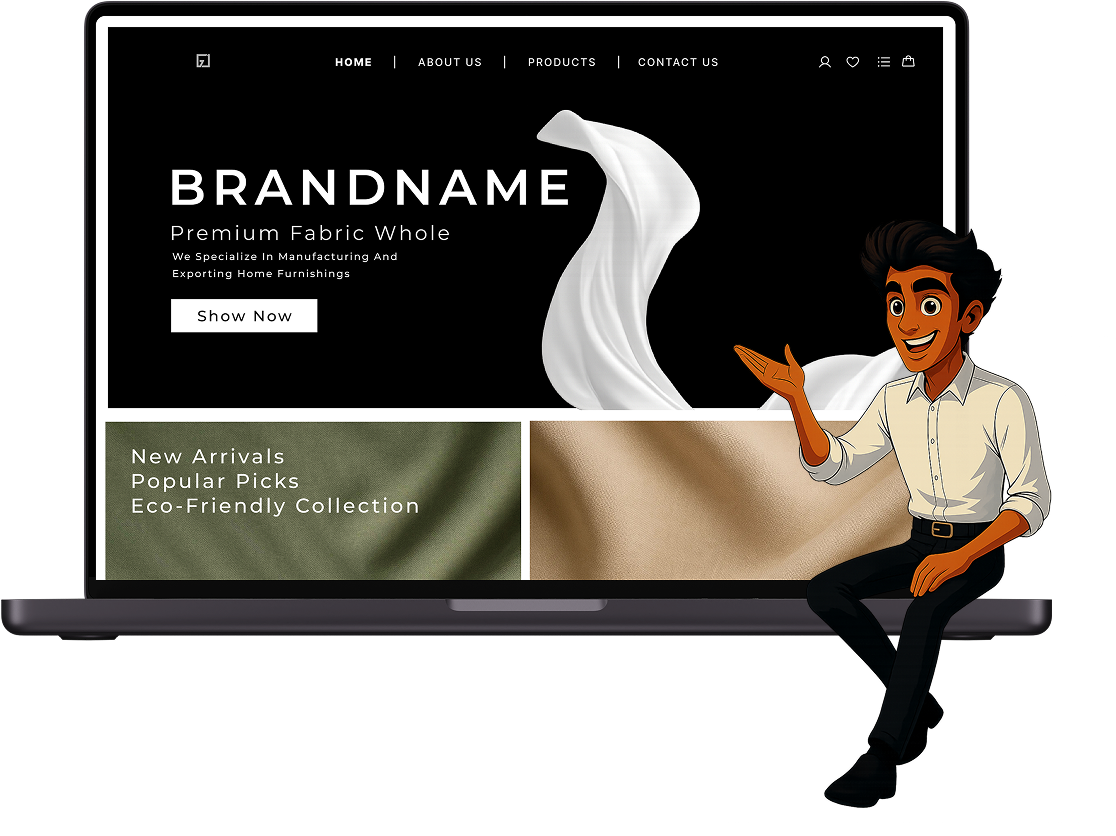 HOME | ABOUT US | PRODUCTS | CONTACT US
BRANDNAME
Premium Fabric Whole
We Specialize In Manufacturing And
Exporting Home Furnishings
Show Now
New Arrivals
Popular Picks
Eco-Friendly Collection